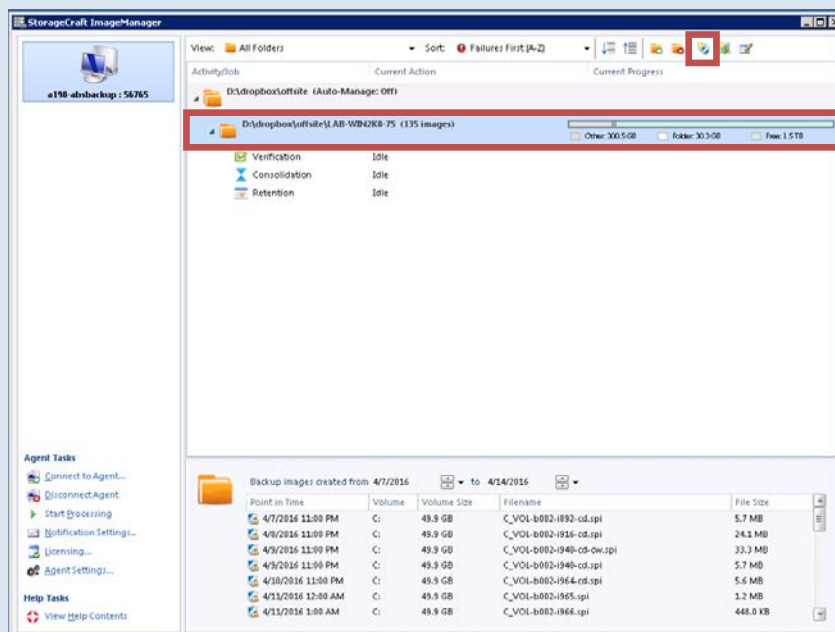 StorageCraft ImageManager
a198-absbackup : 56765
View: All Folders Sort: Failures First (A-Z)
Activity/Job Current Action Current Progress
D:\dropbox\offsite (Auto-Manage: Off)
D:\dropbox\offsite\LAB-WIN2K8-75 (135 images)
Other: 300.5 GB Folder: 30.3 GB Free: 1.5 TB
Verification Idle
Consolidation Idle
Retention Idle
Agent Tasks
Connect to Agent...
Disconnect Agent
Start Processing
Notification Settings...
Licensing...
Agent Settings...
Help Tasks
View Help Contents
Backup images created from 4/7/2016 to 4/14/2016
Point in Time Volume Volume Size Filename File Size
4/7/2016 11:00 PM C: 49.9 GB C_VOL-b002-i892-cd.spi 5.7 MB
4/8/2016 11:00 PM C: 49.9 GB C_VOL-b002-i916-cd.spi 24.1 MB
4/9/2016 11:00 PM C: 49.9 GB C_VOL-b002-i940-cd-cw.spi 33.3 MB
4/9/2016 11:00 PM C: 49.9 GB C_VOL-b002-i940-cd.spi 5.7 MB
4/10/2016 11:00 PM C: 49.9 GB C_VOL-b002-i964-cd.spi 5.6 MB
4/11/2016 12:00 AM C: 49.9 GB C_VOL-b002-i965.spi 1.2 MB
4/11/2016 1:00 AM C: 49.9 GB C_VOL-b002-i966.spi 448.0 KB